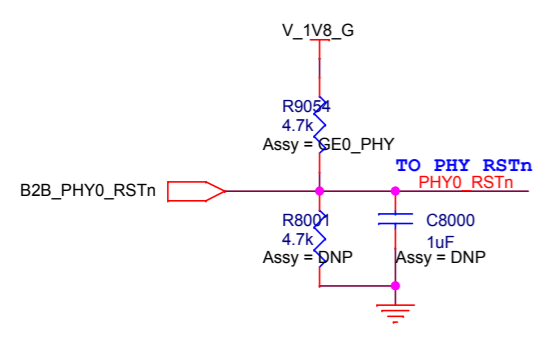 V_1V8_G
R9054
4.7k
Assy = GE0_PHY
TO PHY RSTn
B2B_PHY0_RSTn
PHY0_RSTn
R8001
4.7k
Assy = DNP
C8000
1uF
Assy = DNP